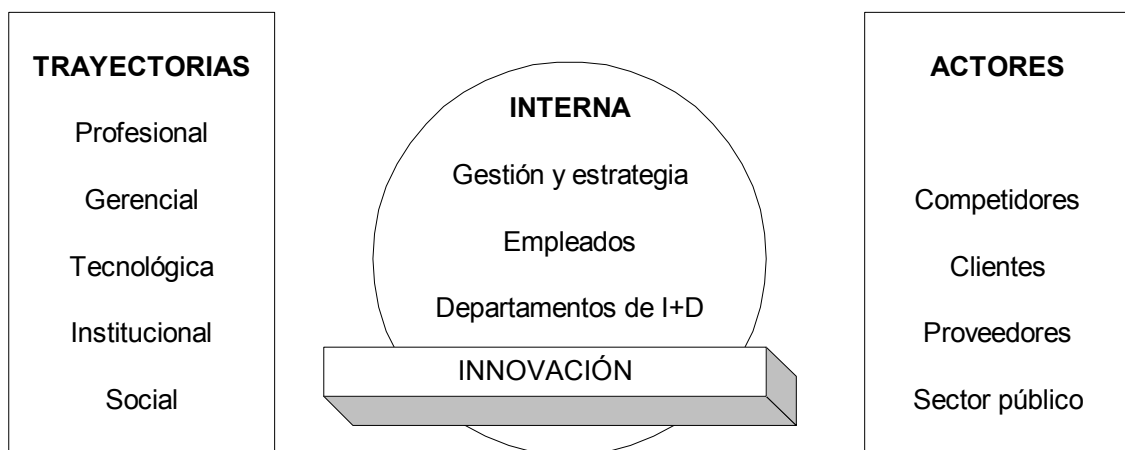 TRAYECTORIAS
Profesional
Gerencial
Tecnológica
Institucional
Social
INTERNA
Gestión y estrategia
Empleados
Departamentos de I+D
INNOVACIÓN
ACTORES
Competidores
Clientes
Proveedores
Sector público